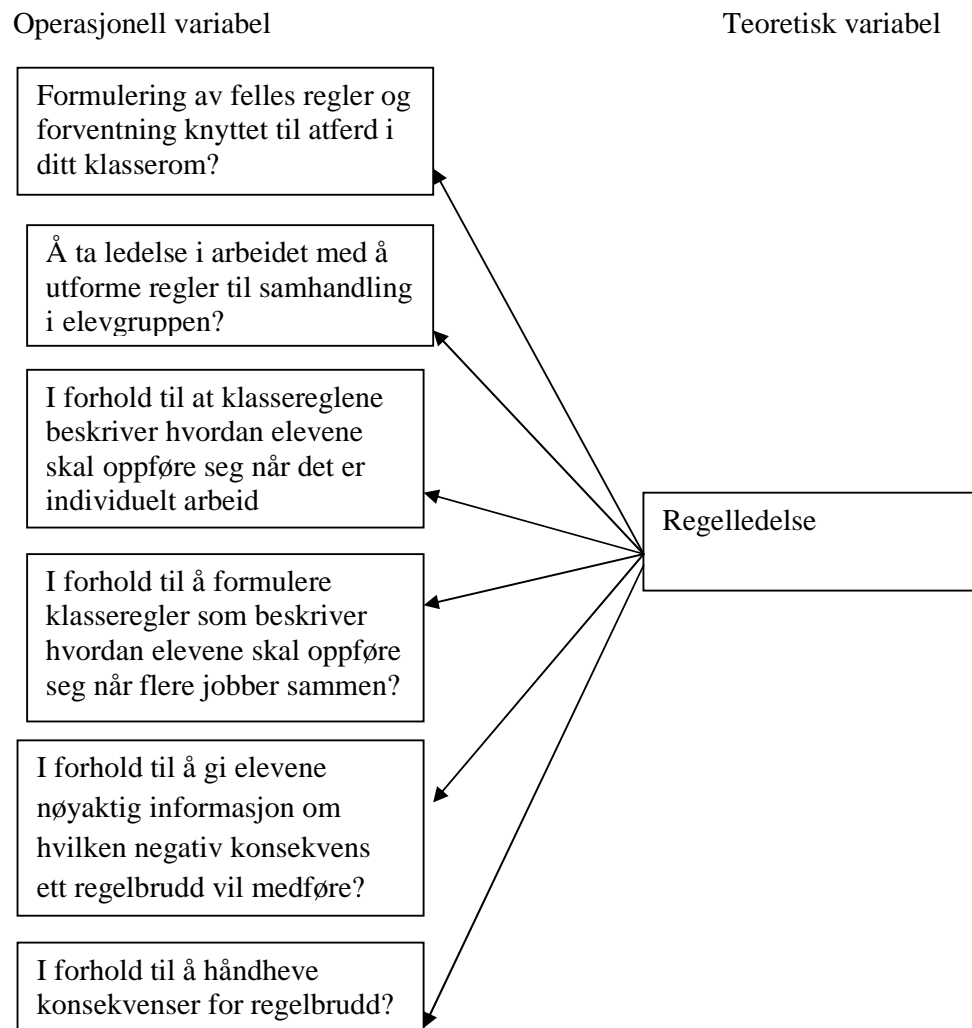 Operasjonell variabel
Teoretisk variabel
Formulering av felles regler og
forventning knyttet til atferd i
ditt klasserom?
Å ta ledelse i arbeidet med å
utforme regler til samhandling
i elevgruppen?
I forhold til at klassereglene
beskriver hvordan elevene
skal oppføre seg når det er
individuelt arbeid
Regelledelse
I forhold til å formulere
klasseregler som beskriver
hvordan elevene skal oppføre
seg når flere jobber sammen?
I forhold til å gi elevene
nøyaktig informasjon om
hvilken negativ konsekvens
ett regelbrudd vil medføre?
I forhold til å håndheve
konsekvenser for regelbrudd?